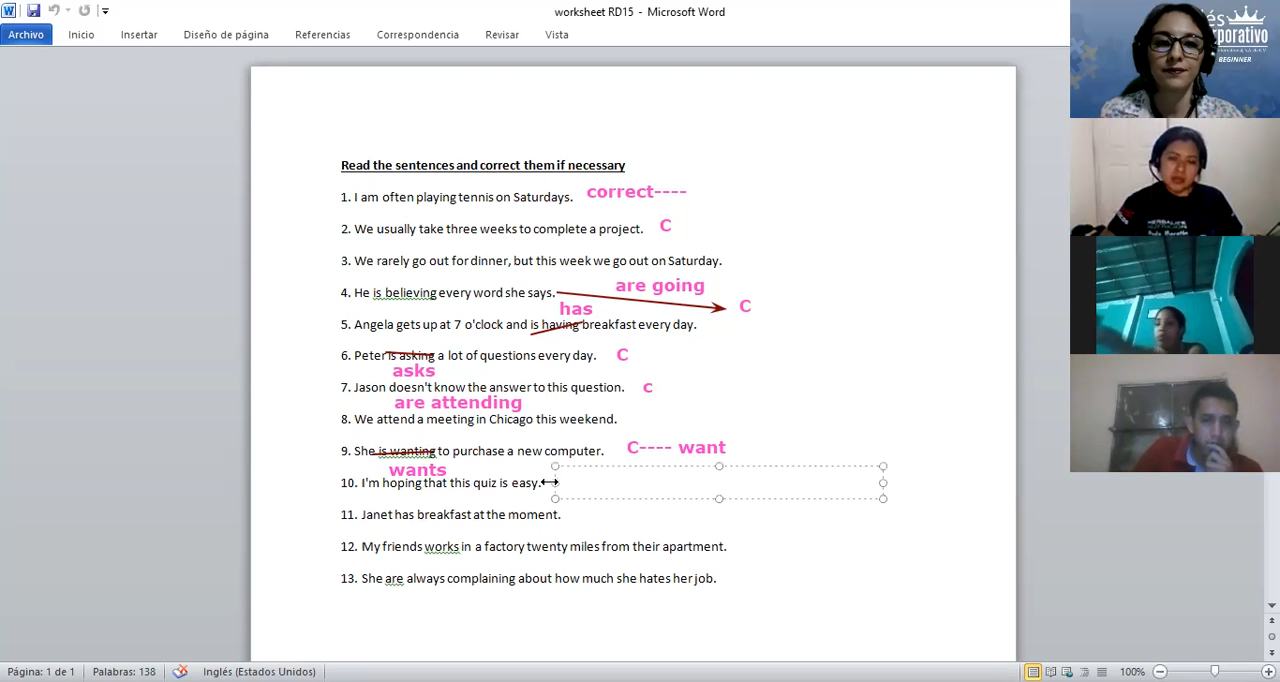 worksheet RD15 - Microsoft Word
Archivo Inicio Insertar Diseño de página Referencias Correspondencia Revisar Vista
Read the sentences and correct them if necessary
1. I am often playing tennis on Saturdays. correct----
2. We usually take three weeks to complete a project. C
3. We rarely go out for dinner, but this week we go out on Saturday.
are going
4. He is believing every word she says. C
has
5. Angela gets up at 7 o'clock and is having breakfast every day.
6. Peter is asking a lot of questions every day. C
asks
7. Jason doesn't know the answer to this question. c
are attending
8. We attend a meeting in Chicago this weekend.
9. She is wanting to purchase a new computer. C---- want
wants
10. I'm hoping that this quiz is easy.
11. Janet has breakfast at the moment.
12. My friends works in a factory twenty miles from their apartment.
13. She are always complaining about how much she hates her job.
Página: 1 de 1 Palabras: 138 Inglés (Estados Unidos) 100%
BEGINNER